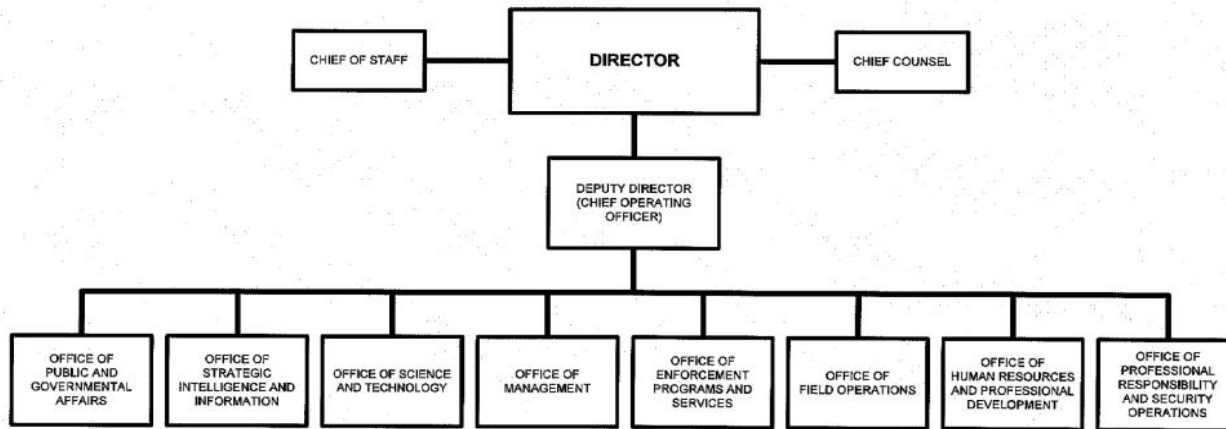 CHIEF OF STAFF
DIRECTOR
CHIEF COUNSEL
DEPUTY DIRECTOR
(CHIEF OPERATING
OFFICER)
OFFICE OF
PUBLIC AND
GOVERNMENTAL
AFFAIRS
OFFICE OF
STRATEGIC
INTELLIGENCE AND
INFORMATION
OFFICE OF SCIENCE
AND TECHNOLOGY
OFFICE OF
MANAGEMENT
OFFICE OF
ENFORCEMENT
PROGRAMS AND
SERVICES
OFFICE OF
FIELD OPERATIONS
OFFICE OF
HUMAN RESOURCES
AND PROFESSIONAL
DEVELOPMENT
OFFICE OF
PROFESSIONAL
RESPONSIBILITY
AND SECURITY
OPERATIONS